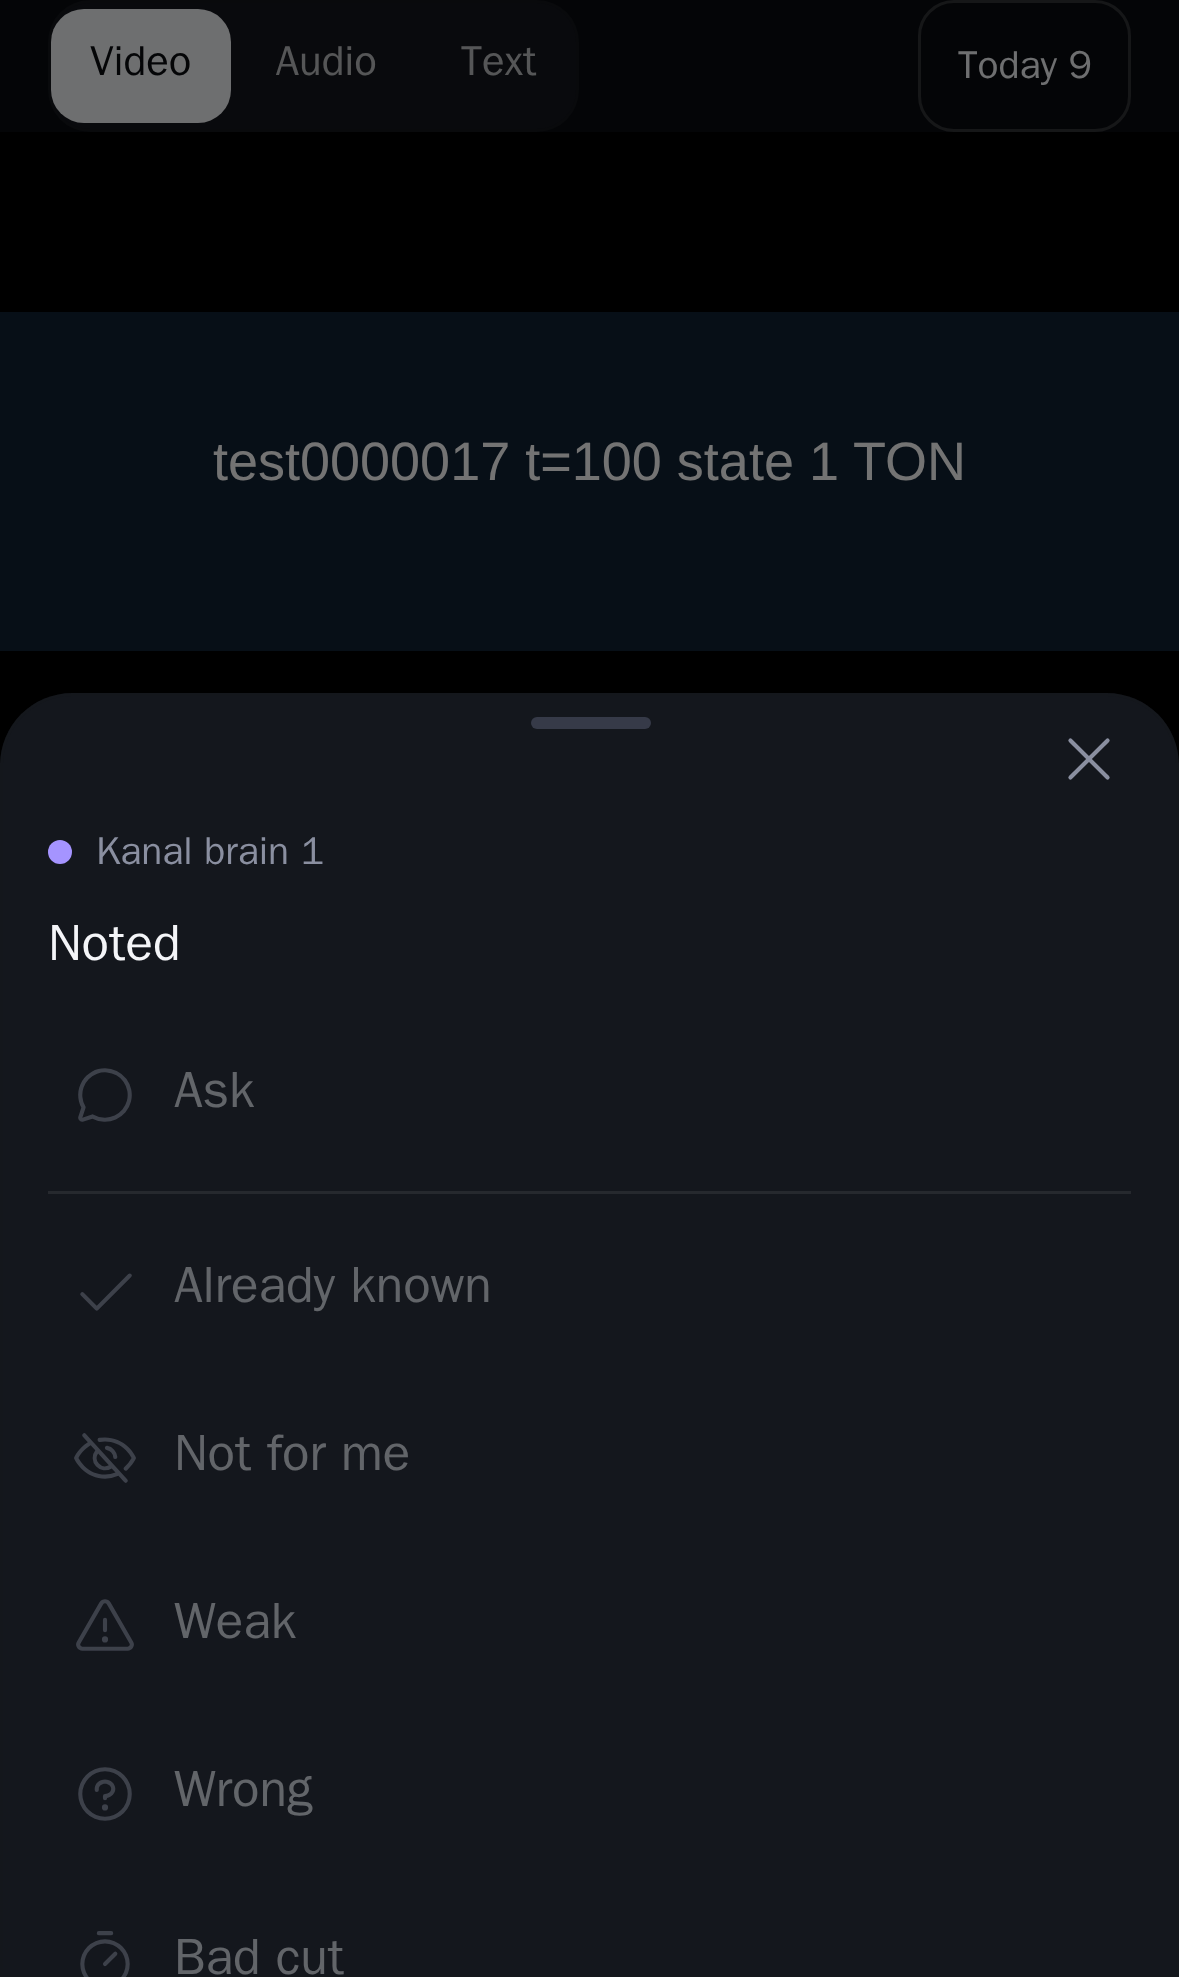 Video Audio Text Today 9
test0000017 t=100 state 1 TON
Kanal brain 1
Noted
Ask
Already known
Not for me
Weak
Wrong
Bad cut